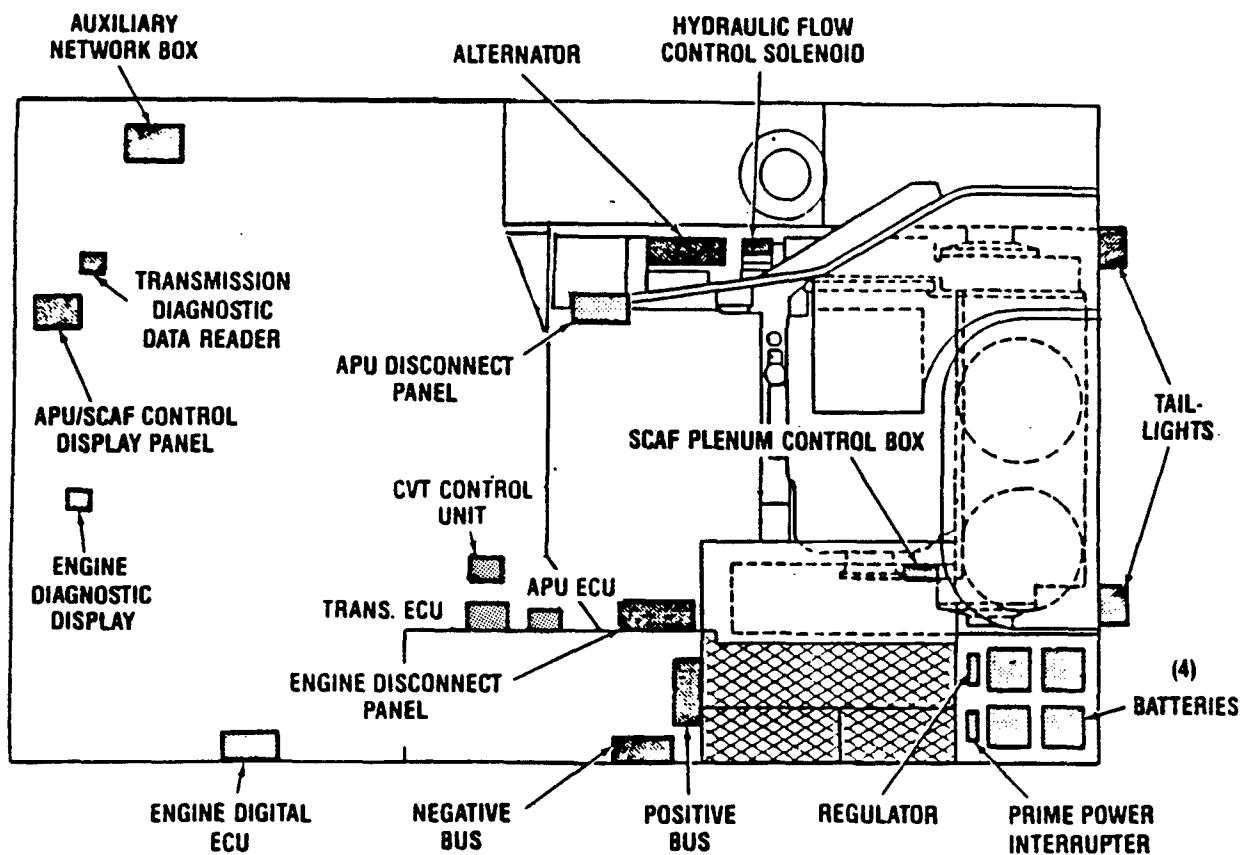 AUXILIARY
NETWORK BOX
ALTERNATOR
HYDRAULIC FLOW
CONTROL SOLENOID
TRANSMISSION
DIAGNOSTIC
DATA READER
APU DISCONNECT
PANEL
APU/SCAF CONTROL
DISPLAY PANEL
SCAF PLENUM CONTROL BOX
TAIL-
LIGHTS
CVT CONTROL
UNIT
ENGINE
DIAGNOSTIC
DISPLAY
APU ECU
TRANS. ECU
ENGINE DISCONNECT
PANEL
(4)
BATTERIES
ENGINE DIGITAL
ECU
NEGATIVE
BUS
POSITIVE
BUS
REGULATOR
PRIME POWER
INTERRUPTER